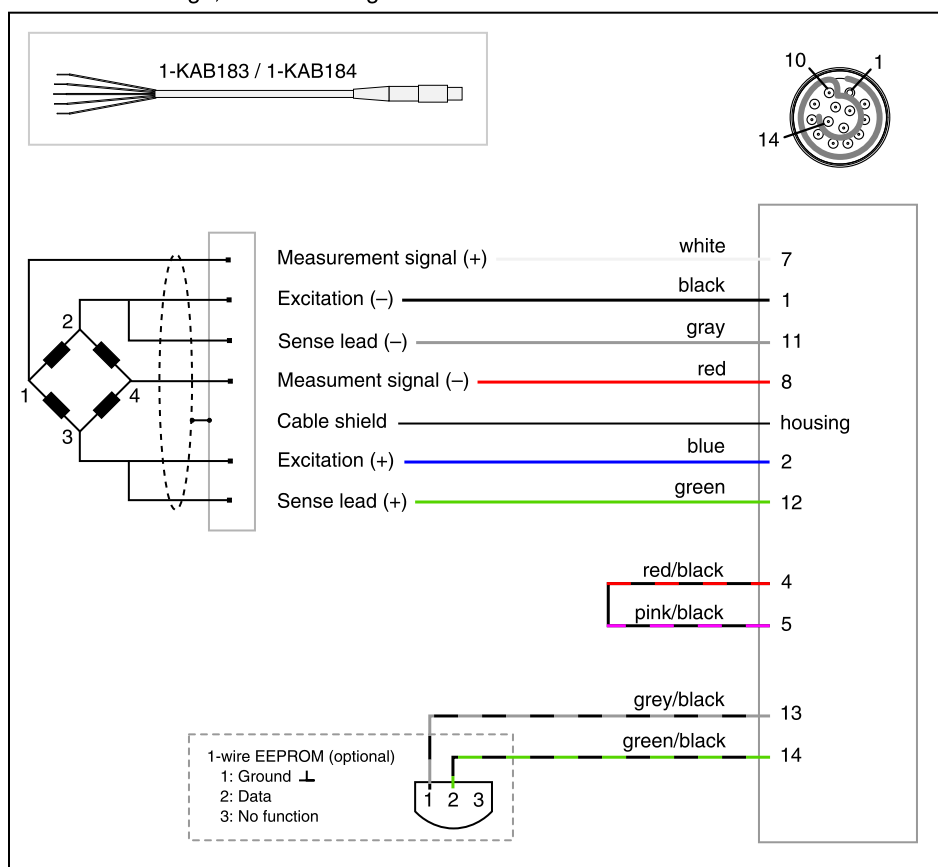 1-KAB183 / 1-KAB184
10
1
14
Measurement signal (+) white 7
Excitation (–) black 1
Sense lead (–) gray 11
Measument signal (–) red 8
Cable shield housing
Excitation (+) blue 2
Sense lead (+) green 12
2
1
4
3
red/black 4
pink/black 5
grey/black 13
green/black 14
1-wire EEPROM (optional)
1: Ground
2: Data
3: No function
1 2 3